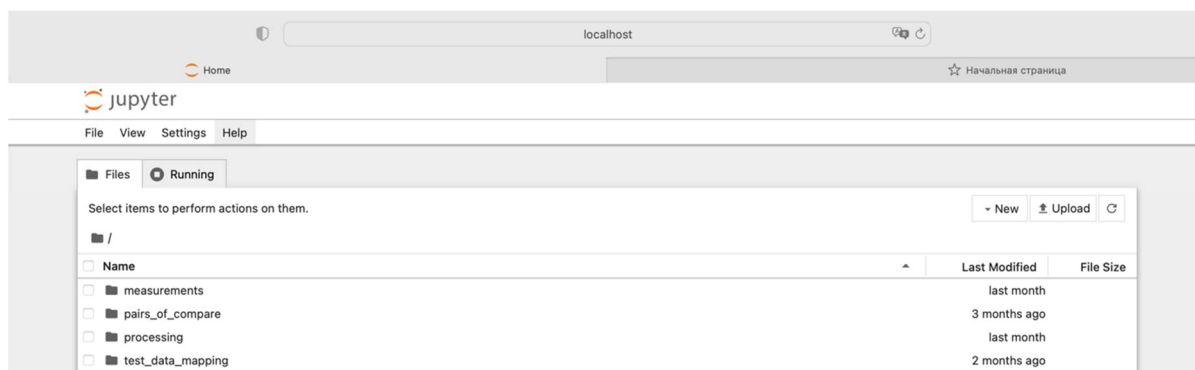 localhost
Home
Начальная страница
jupyter
File View Settings Help
Files Running
Select items to perform actions on them.
New Upload
/
Name Last Modified File Size
measurements last month
pairs_of_compare 3 months ago
processing last month
test_data_mapping 2 months ago